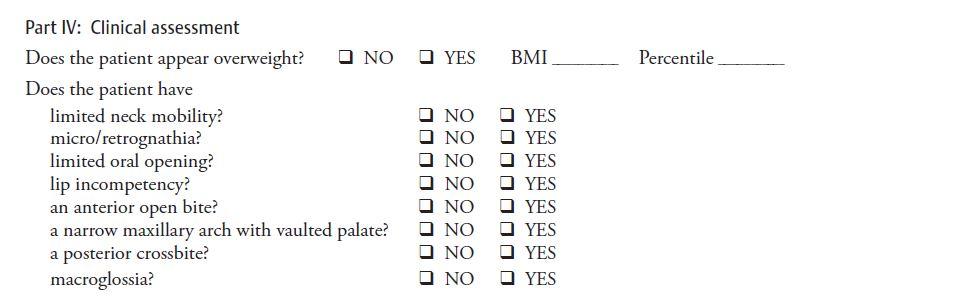 Part IV: Clinical assessment
Does the patient appear overweight? ❑ NO ❑ YES BMI _______ Percentile _______
Does the patient have
limited neck mobility? ❑ NO ❑ YES
micro/retrognathia? ❑ NO ❑ YES
limited oral opening? ❑ NO ❑ YES
lip incompetency? ❑ NO ❑ YES
an anterior open bite? ❑ NO ❑ YES
a narrow maxillary arch with vaulted palate? ❑ NO ❑ YES
a posterior crossbite? ❑ NO ❑ YES
macroglossia? ❑ NO ❑ YES